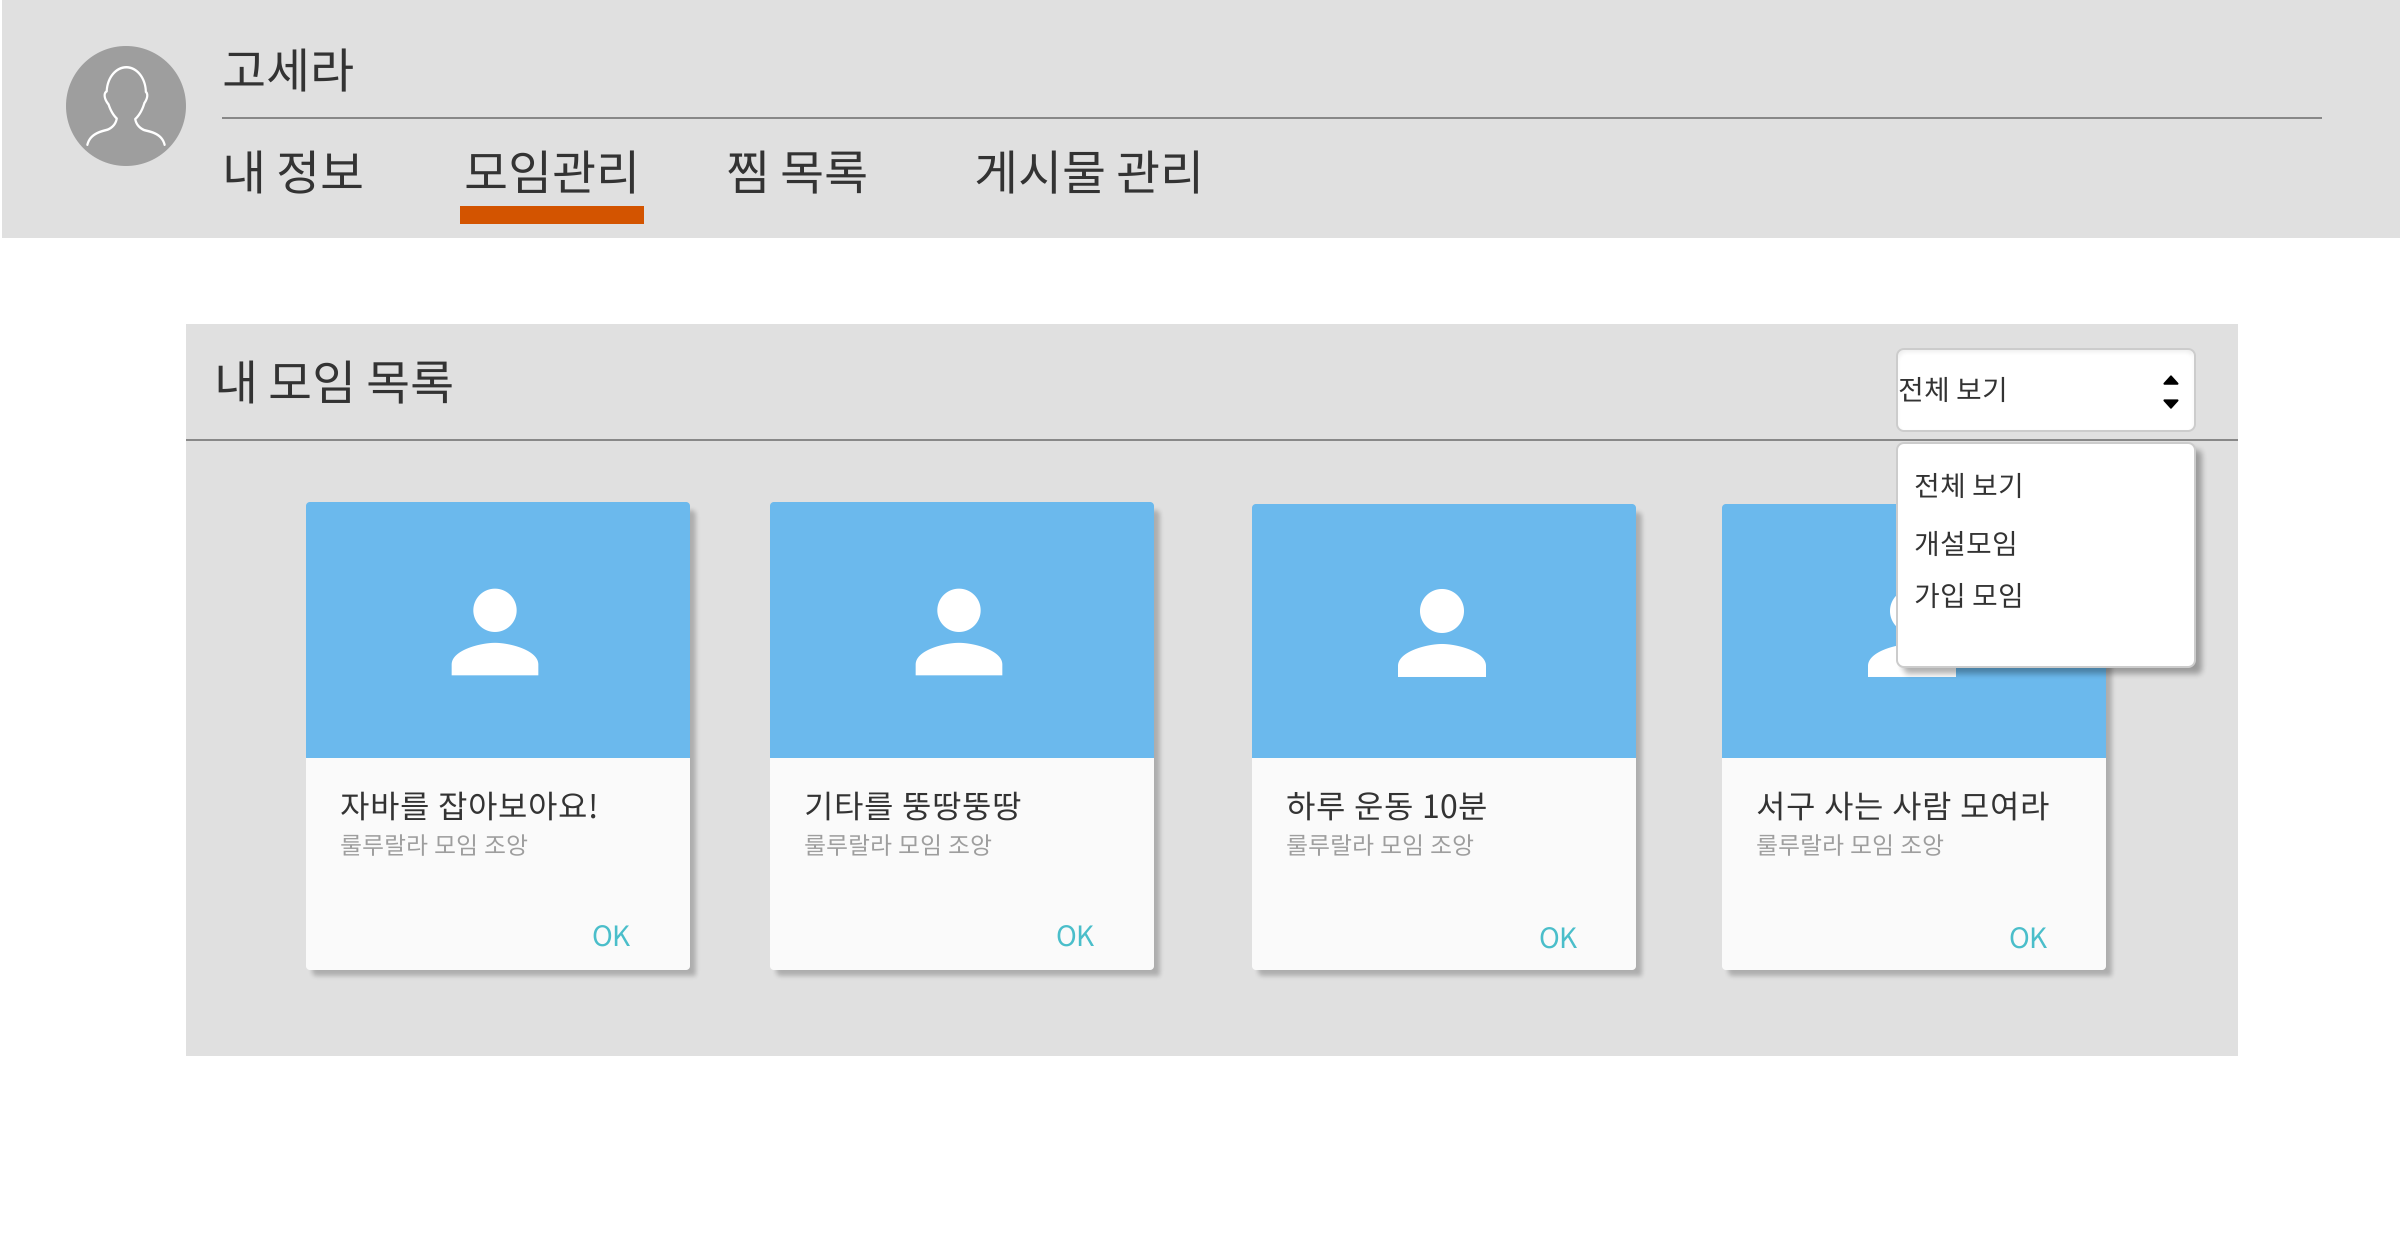 고세라
내 정보 모임관리 찜 목록 게시물 관리
내 모임 목록
전체 보기
전체 보기
개설모임
가입 모임
자바를 잡아보아요!
룰루랄라 모임 조앙
OK
기타를 뚱땅뚱땅
룰루랄라 모임 조앙
OK
하루 운동 10분
룰루랄라 모임 조앙
OK
서구 사는 사람 모여라
룰루랄라 모임 조앙
OK